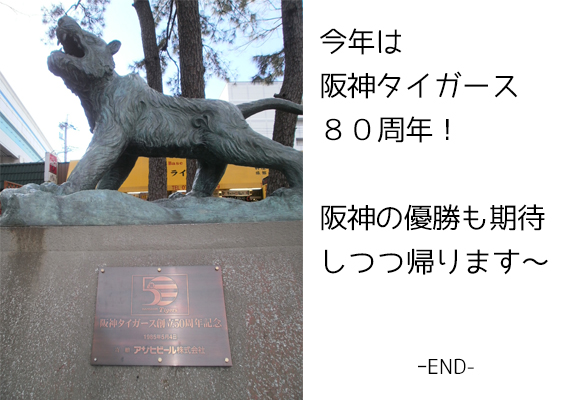 今年は
阪神タイガース
８０周年！
阪神の優勝も期待
しつつ帰ります～
-END-
ライ
阪神タイガース創立50周年記念
アサヒビール株式会社